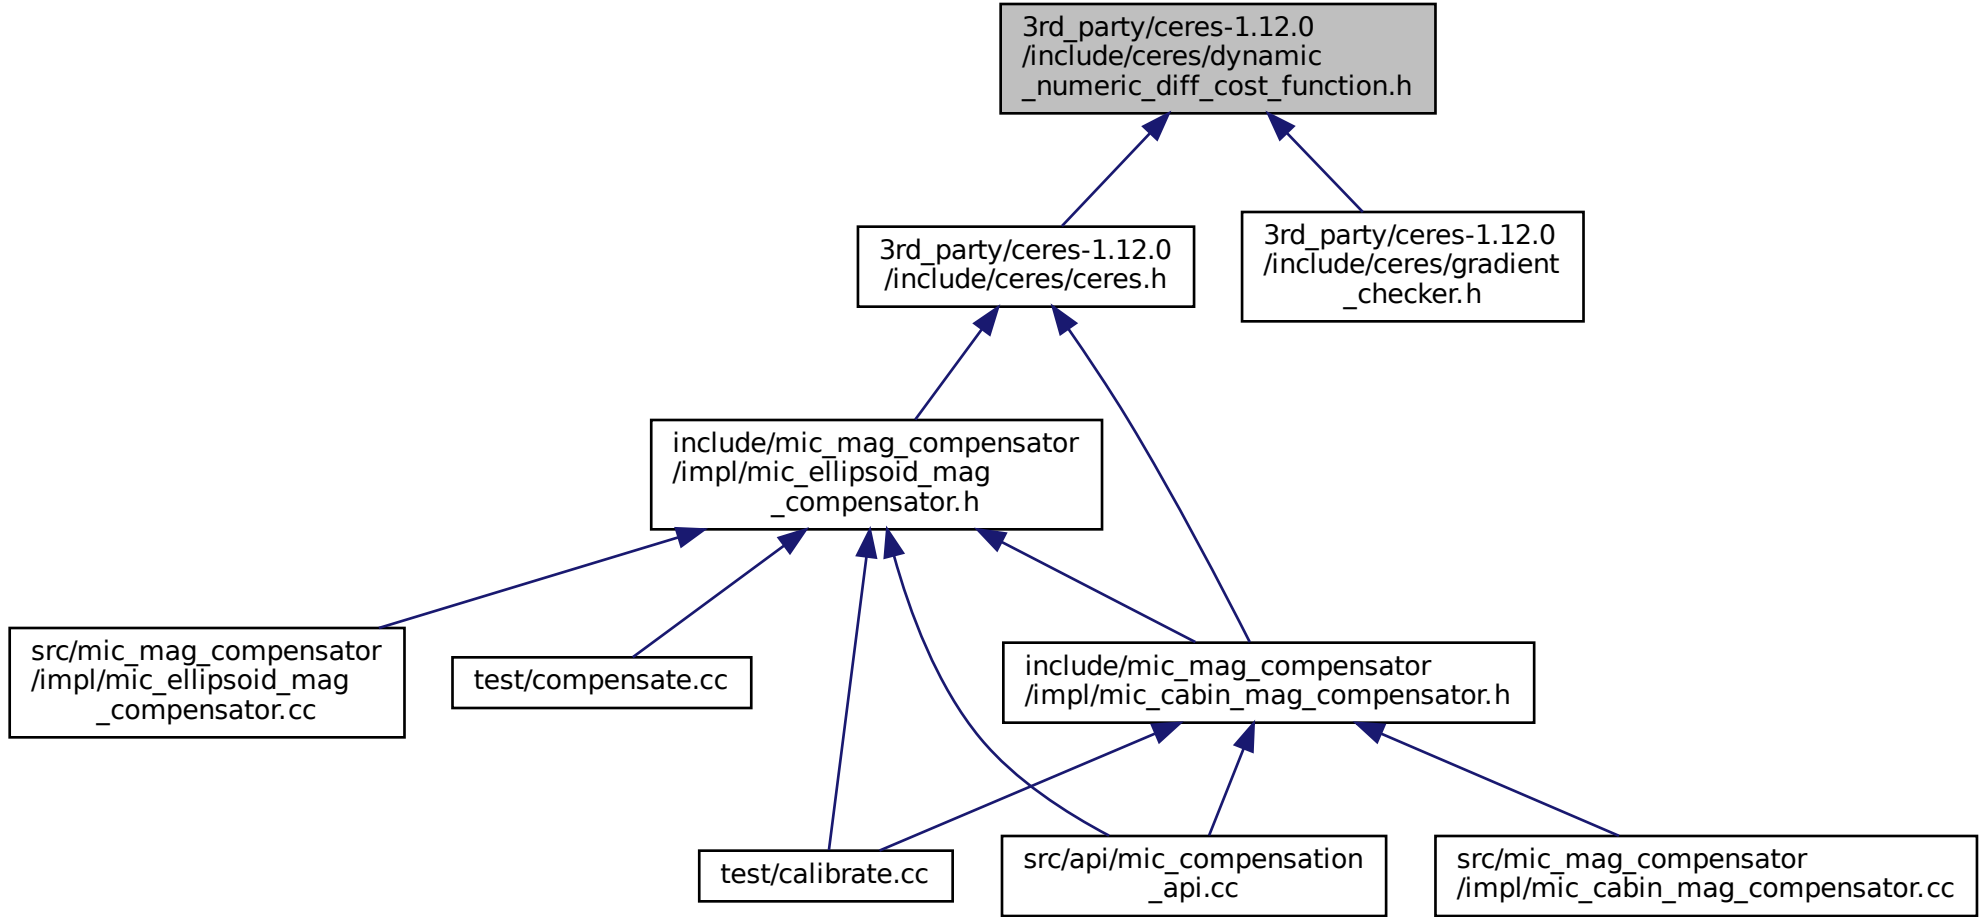 3rd_party/ceres-1.12.0
/include/ceres/dynamic
_numeric_diff_cost_function.h
3rd_party/ceres-1.12.0
/include/ceres/ceres.h
3rd_party/ceres-1.12.0
/include/ceres/gradient
_checker.h
include/mic_mag_compensator
/impl/mic_ellipsoid_mag
_compensator.h
src/mic_mag_compensator
/impl/mic_ellipsoid_mag
_compensator.cc
test/compensate.cc
include/mic_mag_compensator
/impl/mic_cabin_mag_compensator.h
test/calibrate.cc
src/api/mic_compensation
_api.cc
src/mic_mag_compensator
/impl/mic_cabin_mag_compensator.cc